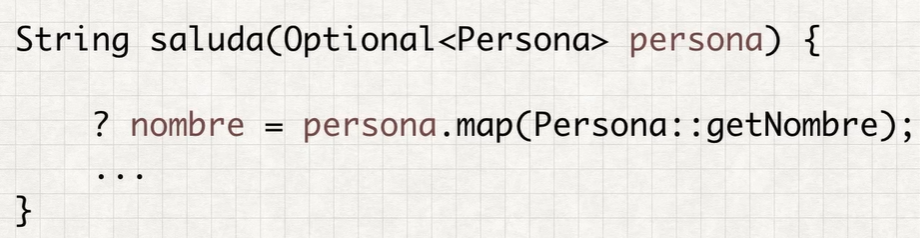 String saluda(Optional<Persona> persona) {
? nombre = persona.map(Persona::getNombre);
...
}